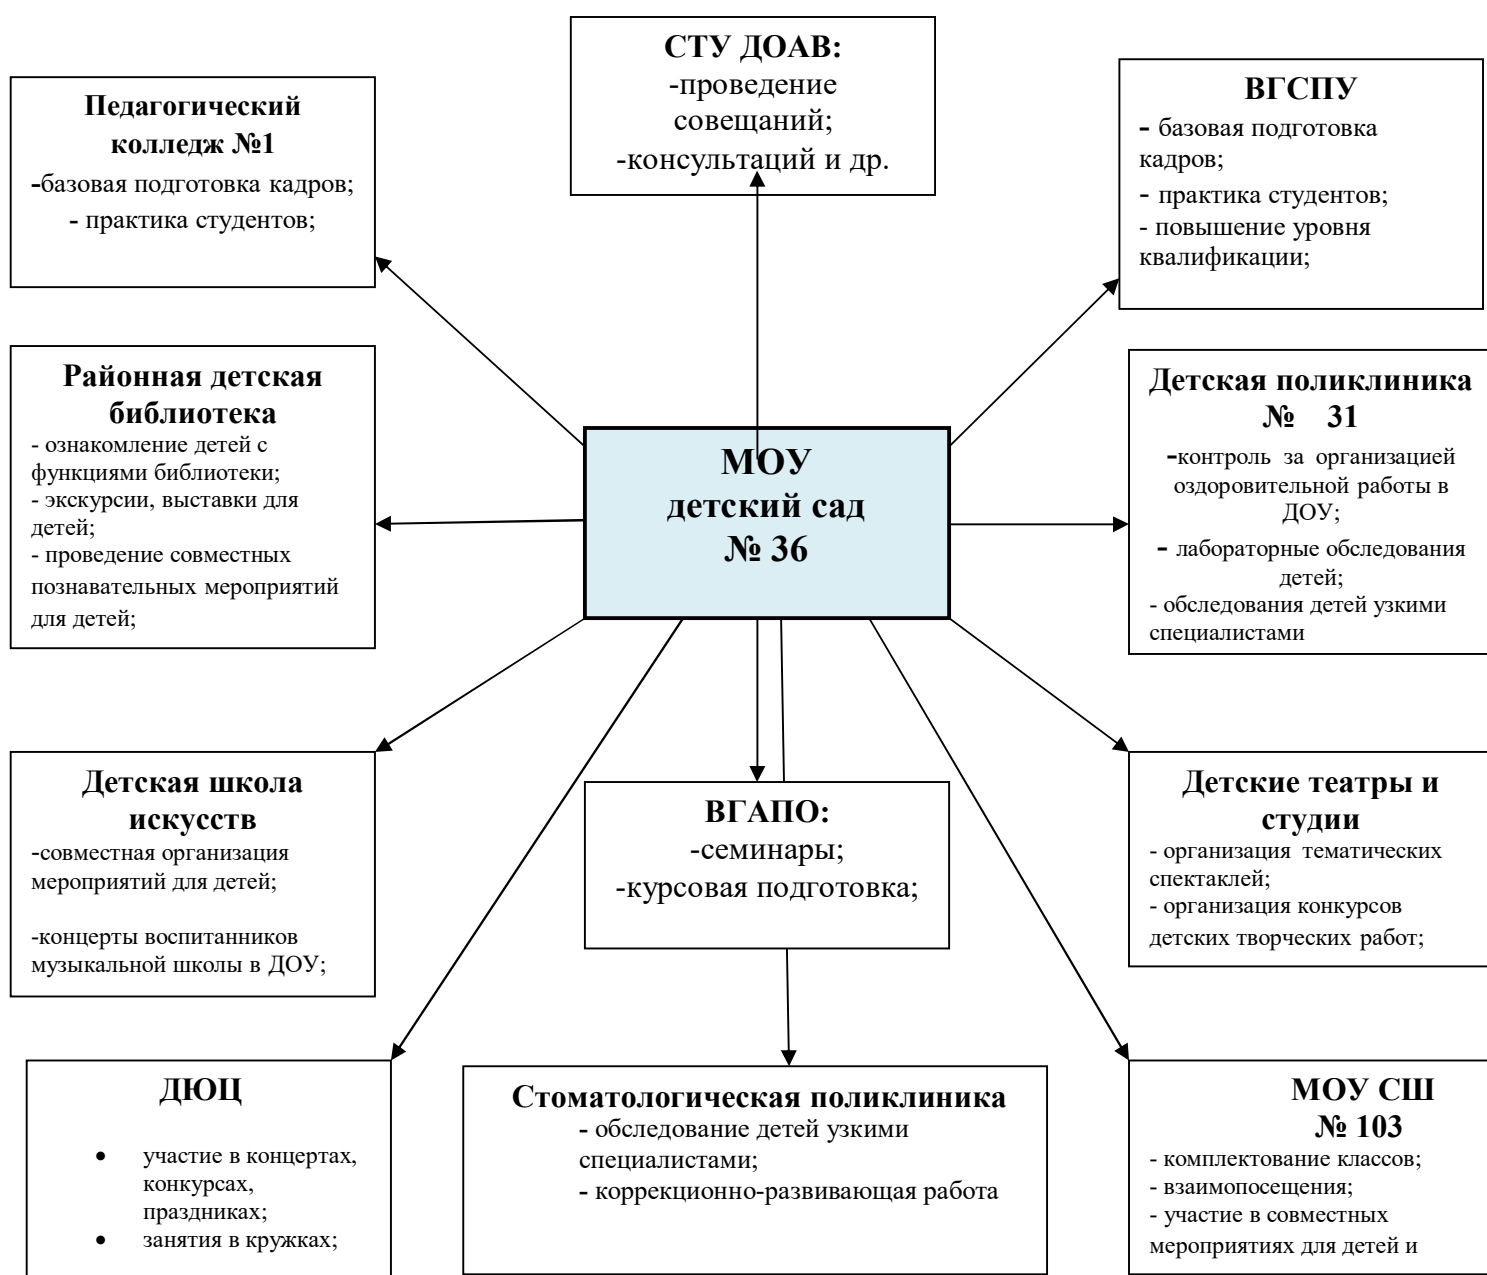 СТУ ДОАВ:
-проведение
совещаний;
-консультаций и др.
Педагогический
колледж №1
-базовая подготовка кадров;
- практика студентов;
ВГСПУ
- базовая подготовка
кадров;
- практика студентов;
- повышение уровня
квалификации;
Районная детская
библиотека
- ознакомление детей с
функциями библиотеки;
- экскурсии, выставки для
детей;
- проведение совместных
познавательных мероприятий
для детей;
МОУ
детский сад
№ 36
Детская поликлиника
№ 31
-контроль за организацией
оздоровительной работы в
ДОУ;
- лабораторные обследования
детей;
- обследования детей узкими
специалистами
Детская школа
искусств
-совместная организация
мероприятий для детей;
-концерты воспитанников
музыкальной школы в ДОУ;
ВГАПО:
-семинары;
-курсовая подготовка;
Детские театры и
студии
- организация тематических
спектаклей;
- организация конкурсов
детских творческих работ;
ДЮЦ
• участие в концертах,
конкурсах,
праздниках;
• занятия в кружках;
Стоматологическая поликлиника
- обследование детей узкими
специалистами;
- коррекционно-развивающая работа
МОУ СШ
№ 103
- комплектование классов;
- взаимопосещения;
- участие в совместных
мероприятиях для детей и